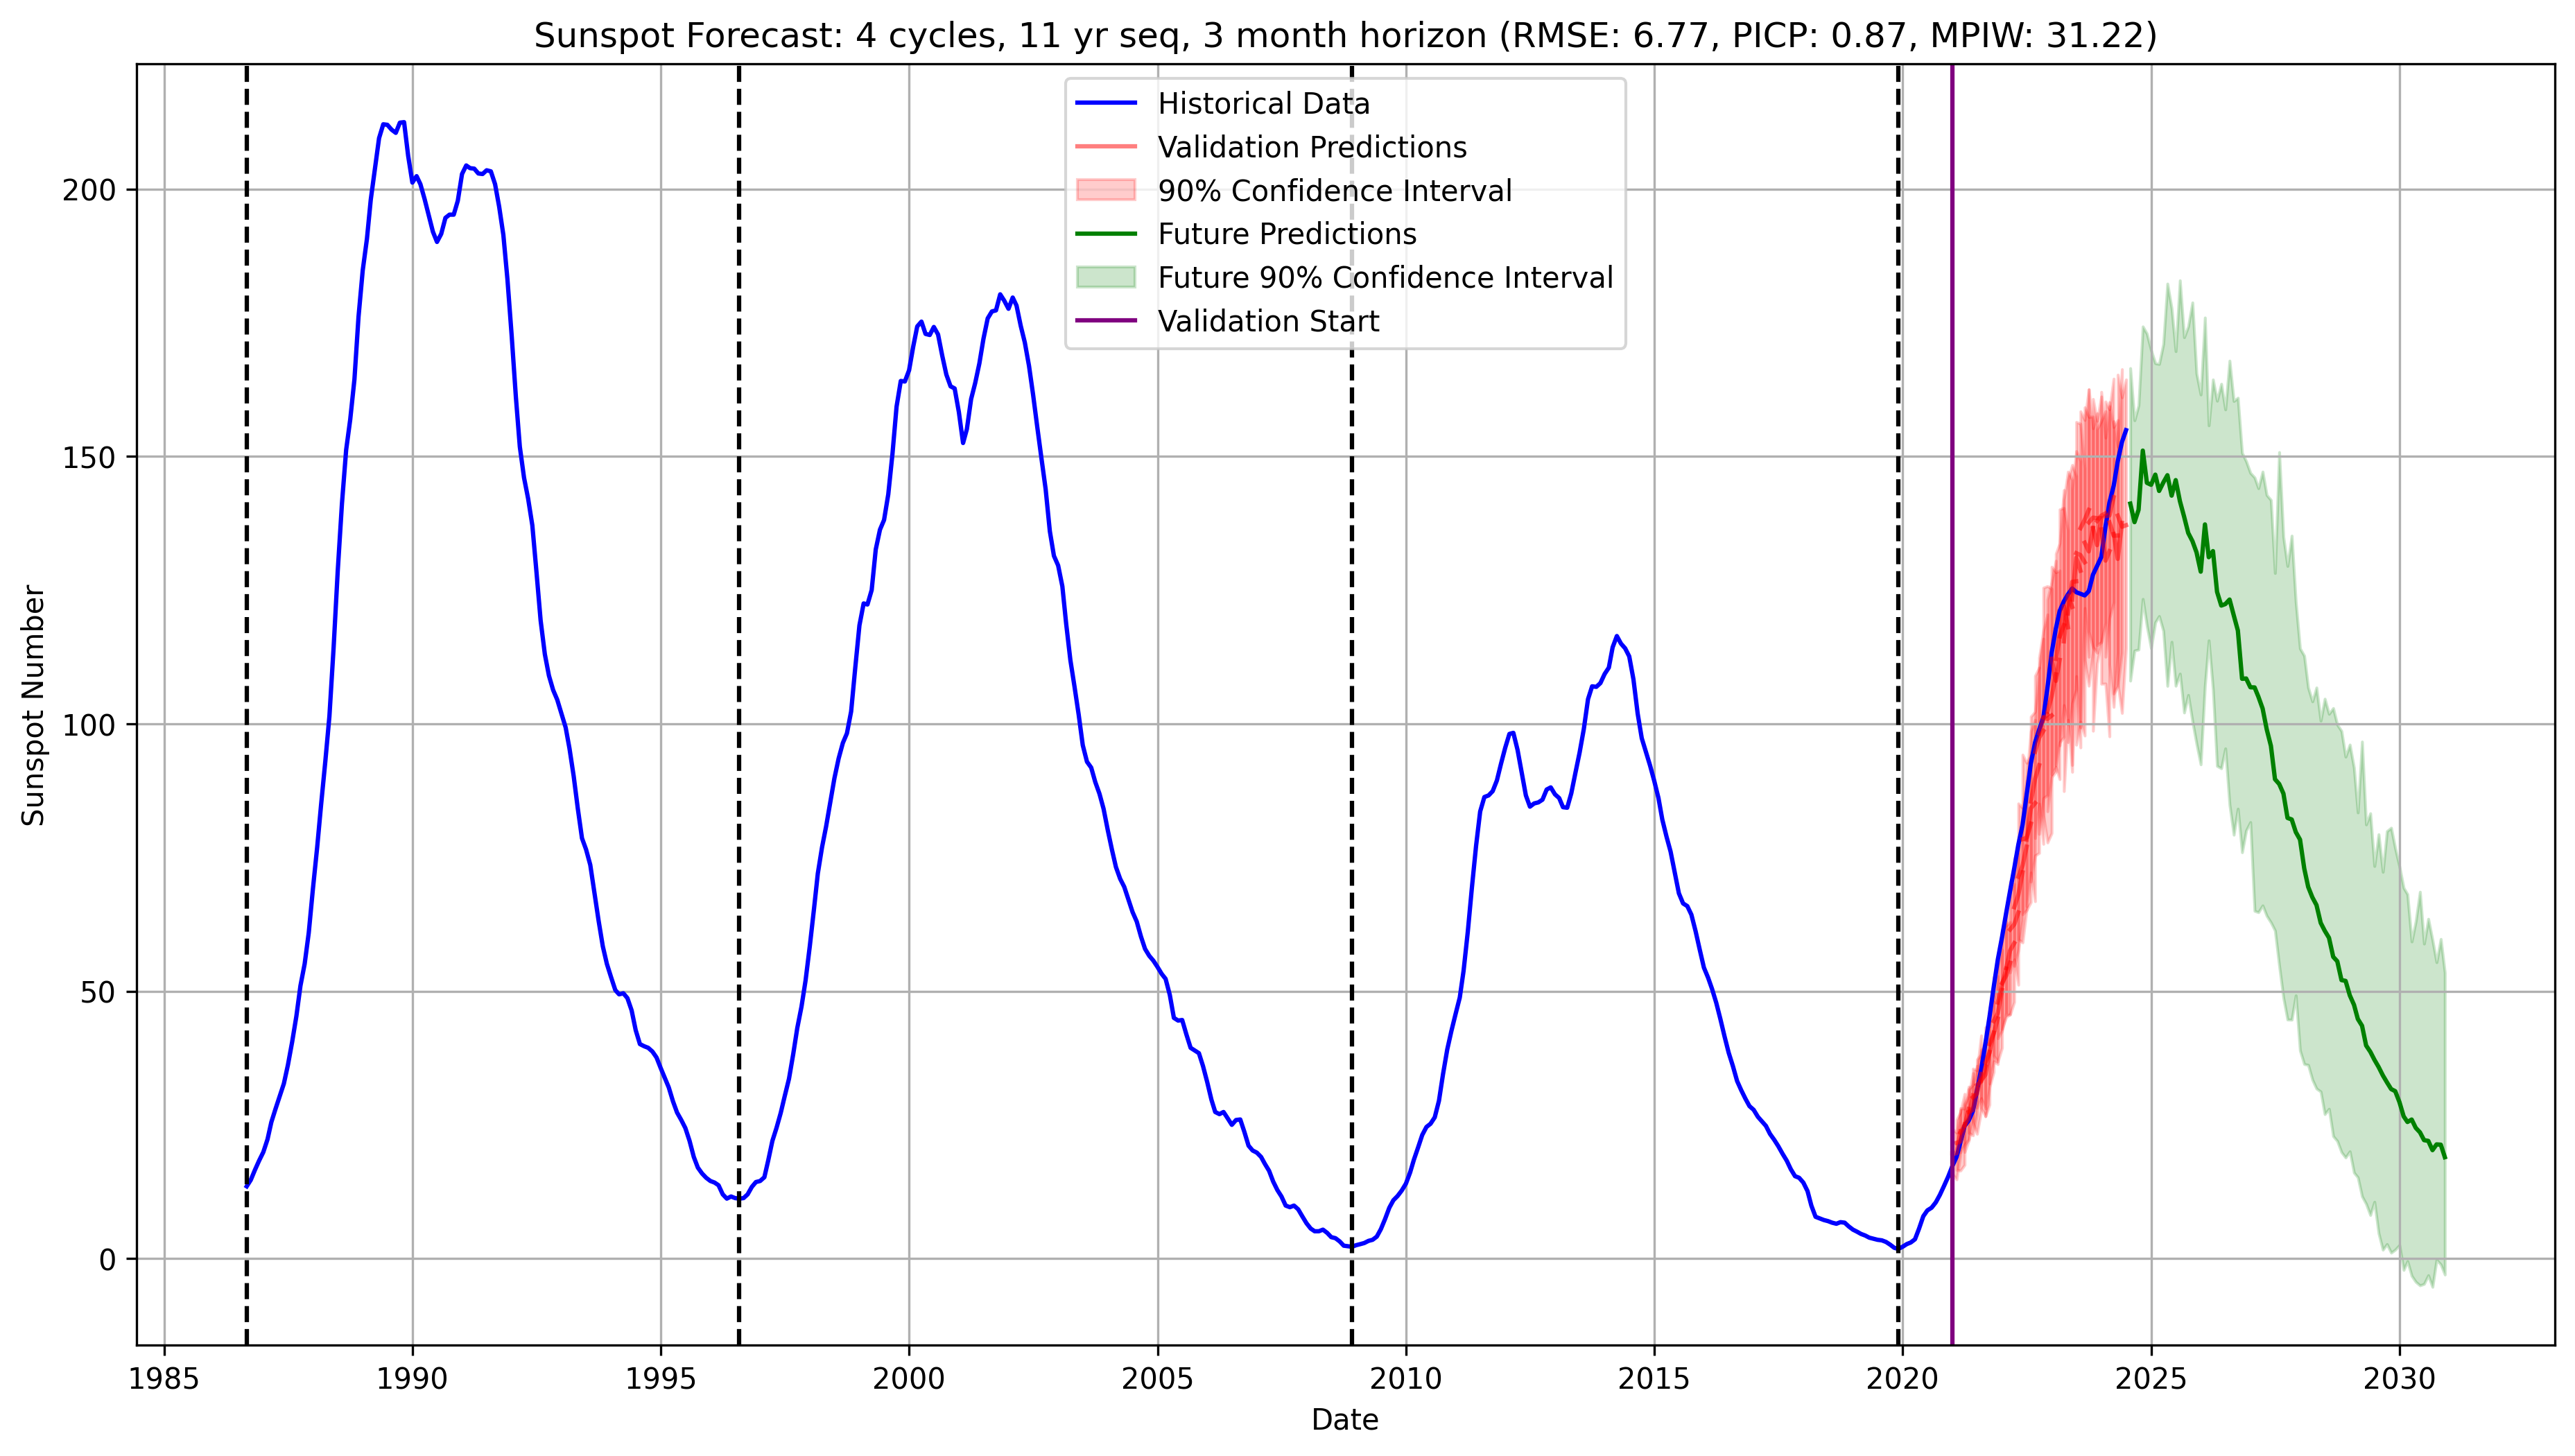 Sunspot Forecast: 4 cycles, 11 yr seq, 3 month horizon (RMSE: 6.77, PICP: 0.87, MPIW: 31.22)
Historical Data
Validation Predictions
90% Confidence Interval
Future Predictions
Future 90% Confidence Interval
Validation Start
Sunspot Number
200
150
100
50
0
1985 1990 1995 2000 2005 2010 2015 2020 2025 2030
Date